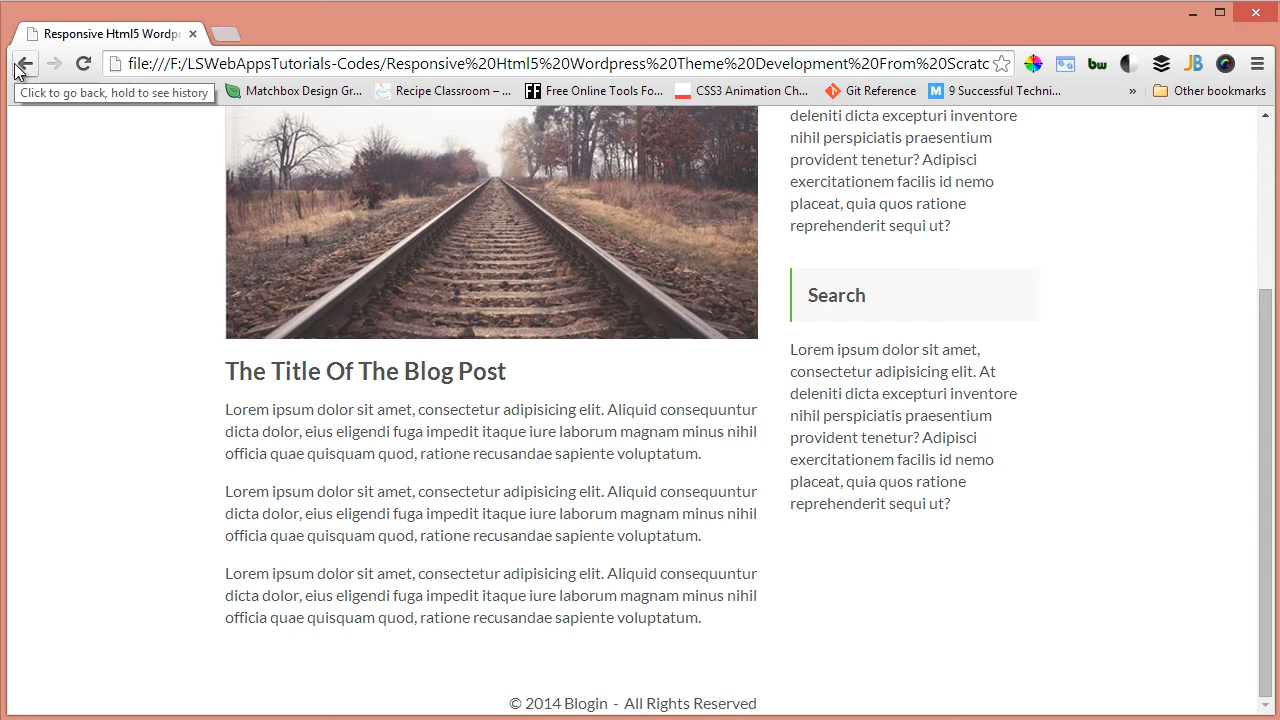 Responsive Html5 Wordp
file:///F:/LSWebAppsTutorials-Codes/Responsive%20Html5%20Wordpress%20Theme%20Development%20From%20Scratc
Click to go back, hold to see history
Matchbox Design Gr...
Recipe Classroom – ...
FF Free Online Tools Fo...
CSS3 Animation Ch...
Git Reference
M 9 Successful Techni...
»
Other bookmarks
bw
JB
The Title Of The Blog Post
Lorem ipsum dolor sit amet, consectetur adipisicing elit. Aliquid consequuntur
dicta dolor, eius eligendi fuga impedit itaque iure laborum magnam minus nihil
officia quae quisquam quod, ratione recusandae sapiente voluptatum.
Lorem ipsum dolor sit amet, consectetur adipisicing elit. Aliquid consequuntur
dicta dolor, eius eligendi fuga impedit itaque iure laborum magnam minus nihil
officia quae quisquam quod, ratione recusandae sapiente voluptatum.
Lorem ipsum dolor sit amet, consectetur adipisicing elit. Aliquid consequuntur
dicta dolor, eius eligendi fuga impedit itaque iure laborum magnam minus nihil
officia quae quisquam quod, ratione recusandae sapiente voluptatum.
deleniti dicta excepturi inventore
nihil perspiciatis praesentium
provident tenetur? Adipisci
exercitationem facilis id nemo
placeat, quia quos ratione
reprehenderit sequi ut?
Search
Lorem ipsum dolor sit amet,
consectetur adipisicing elit. At
deleniti dicta excepturi inventore
nihil perspiciatis praesentium
provident tenetur? Adipisci
exercitationem facilis id nemo
placeat, quia quos ratione
reprehenderit sequi ut?
© 2014 Blogin - All Rights Reserved